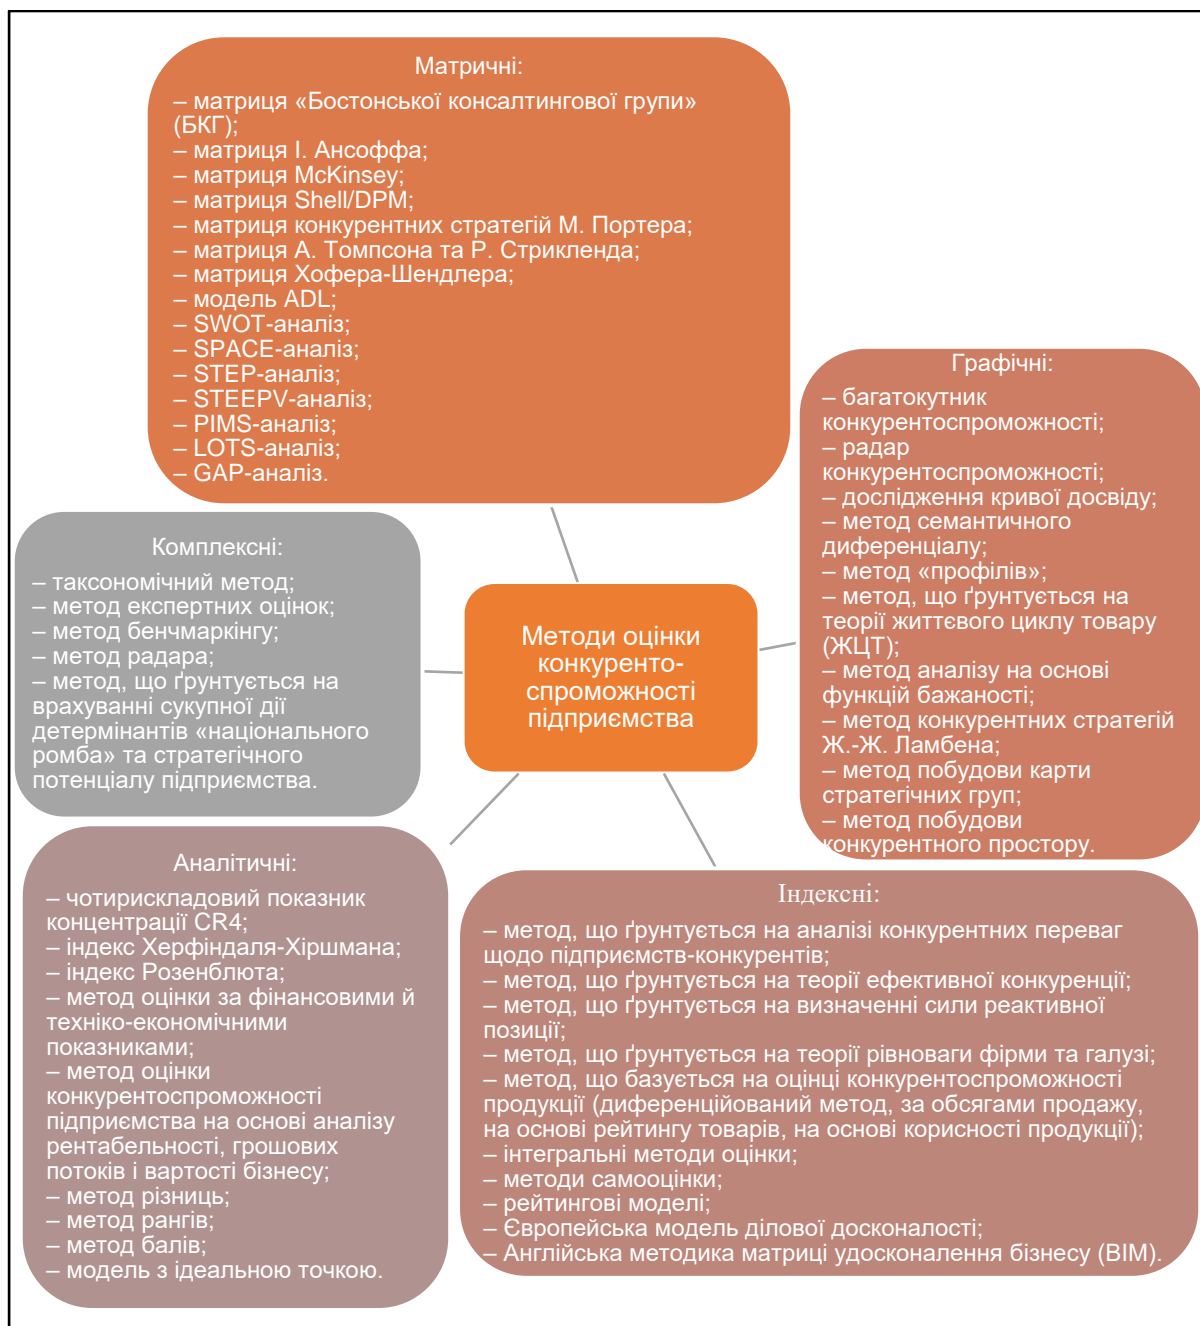 Матричні:
– матриця «Бостонської консалтингової групи»
(БКГ);
– матриця І. Ансоффа;
– матриця McKinsey;
– матриця Shell/DPM;
– матриця конкурентних стратегій М. Портера;
– матриця А. Томпсона та Р. Стрикленда;
– матриця Хофера-Шендлера;
– модель ADL;
– SWOT-аналіз;
– SPACE-аналіз;
– STEP-аналіз;
– STEEPV-аналіз;
– PIMS-аналіз;
– LOTS-аналіз;
– GAP-аналіз.
Графічні:
– багатокутник
конкурентоспроможності;
– радар
конкурентоспроможності;
– дослідження кривої досвіду;
– метод семантичного
диференціалу;
– метод «профілів»;
– метод, що ґрунтується на
теорії життєвого циклу товару
(ЖЦТ);
– метод аналізу на основі
функцій бажаності;
– метод конкурентних стратегій
Ж.-Ж. Ламбена;
– метод побудови карти
стратегічних груп;
– метод побудови
конкурентного простору.
Комплексні:
– таксономічний метод;
– метод експертних оцінок;
– метод бенчмаркінгу;
– метод радара;
– метод, що ґрунтується на
врахуванні сукупної дії
детермінантів «національного
ромба» та стратегічного
потенціалу підприємства.
Методи оцінки
конкуренто-
спроможності
підприємства
Аналітичні:
– чотирискладовий показник
концентрації CR4;
– індекс Херфіндаля-Хіршмана;
– індекс Розенблюта;
– метод оцінки за фінансовими й
техніко-економічними
показниками;
– метод оцінки
конкурентоспроможності
підприємства на основі аналізу
рентабельності, грошових
потоків і вартості бізнесу;
– метод різниць;
– метод рангів;
– метод балів;
– модель з ідеальною точкою.
Індексні:
– метод, що ґрунтується на аналізі конкурентних переваг
щодо підприємств-конкурентів;
– метод, що ґрунтується на теорії ефективної конкуренції;
– метод, що ґрунтується на визначенні сили реактивної
позиції;
– метод, що ґрунтується на теорії рівноваги фірми та галузі;
– метод, що базується на оцінці конкурентоспроможності
продукції (диференційований метод, за обсягами продажу,
на основі рейтингу товарів, на основі корисності продукції);
– інтегральні методи оцінки;
– методи самооцінки;
– рейтингові моделі;
– Європейська модель ділової досконалості;
– Англійська методика матриці удосконалення бізнесу (BIM).